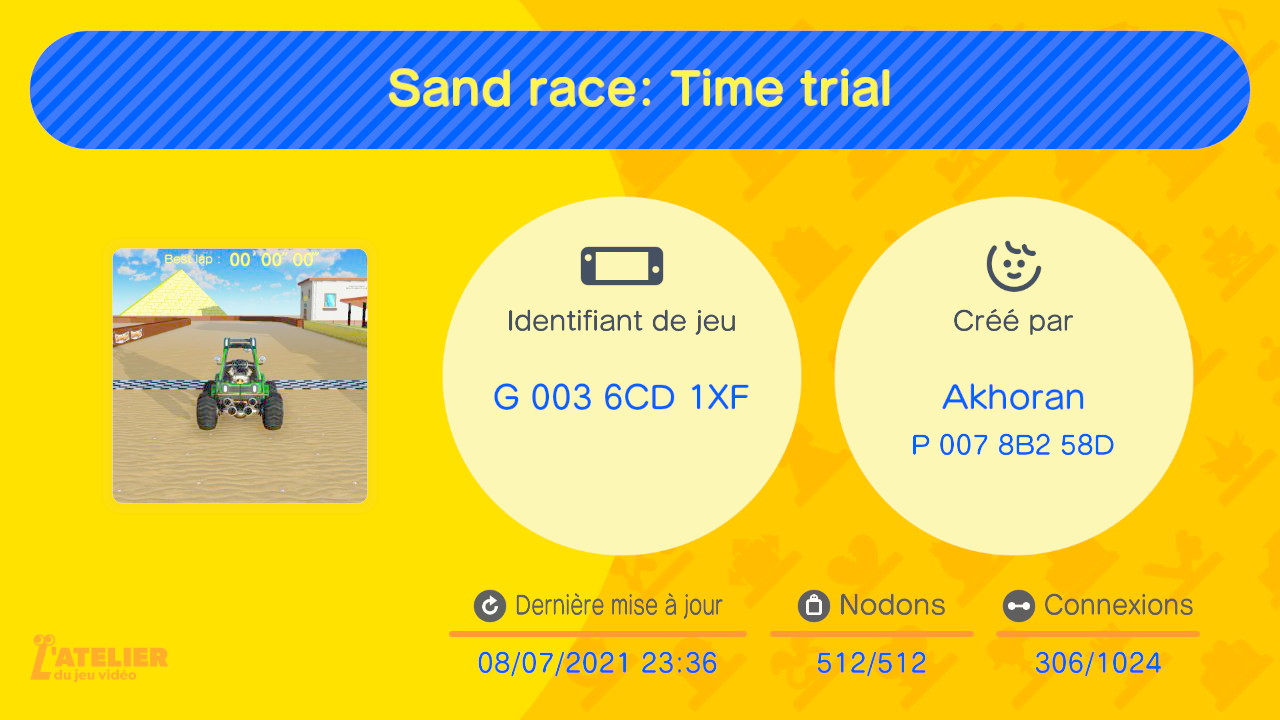 Sand race: Time trial
Best lap : 00'00"00
Identifiant de jeu
G 003 6CD 1XF
Créé par
Akhoran
P 007 8B2 58D
Dernière mise à jour
08/07/2021 23:36
Nodons
512/512
Connexions
306/1024
L'ATELIER
du jeu vidéo